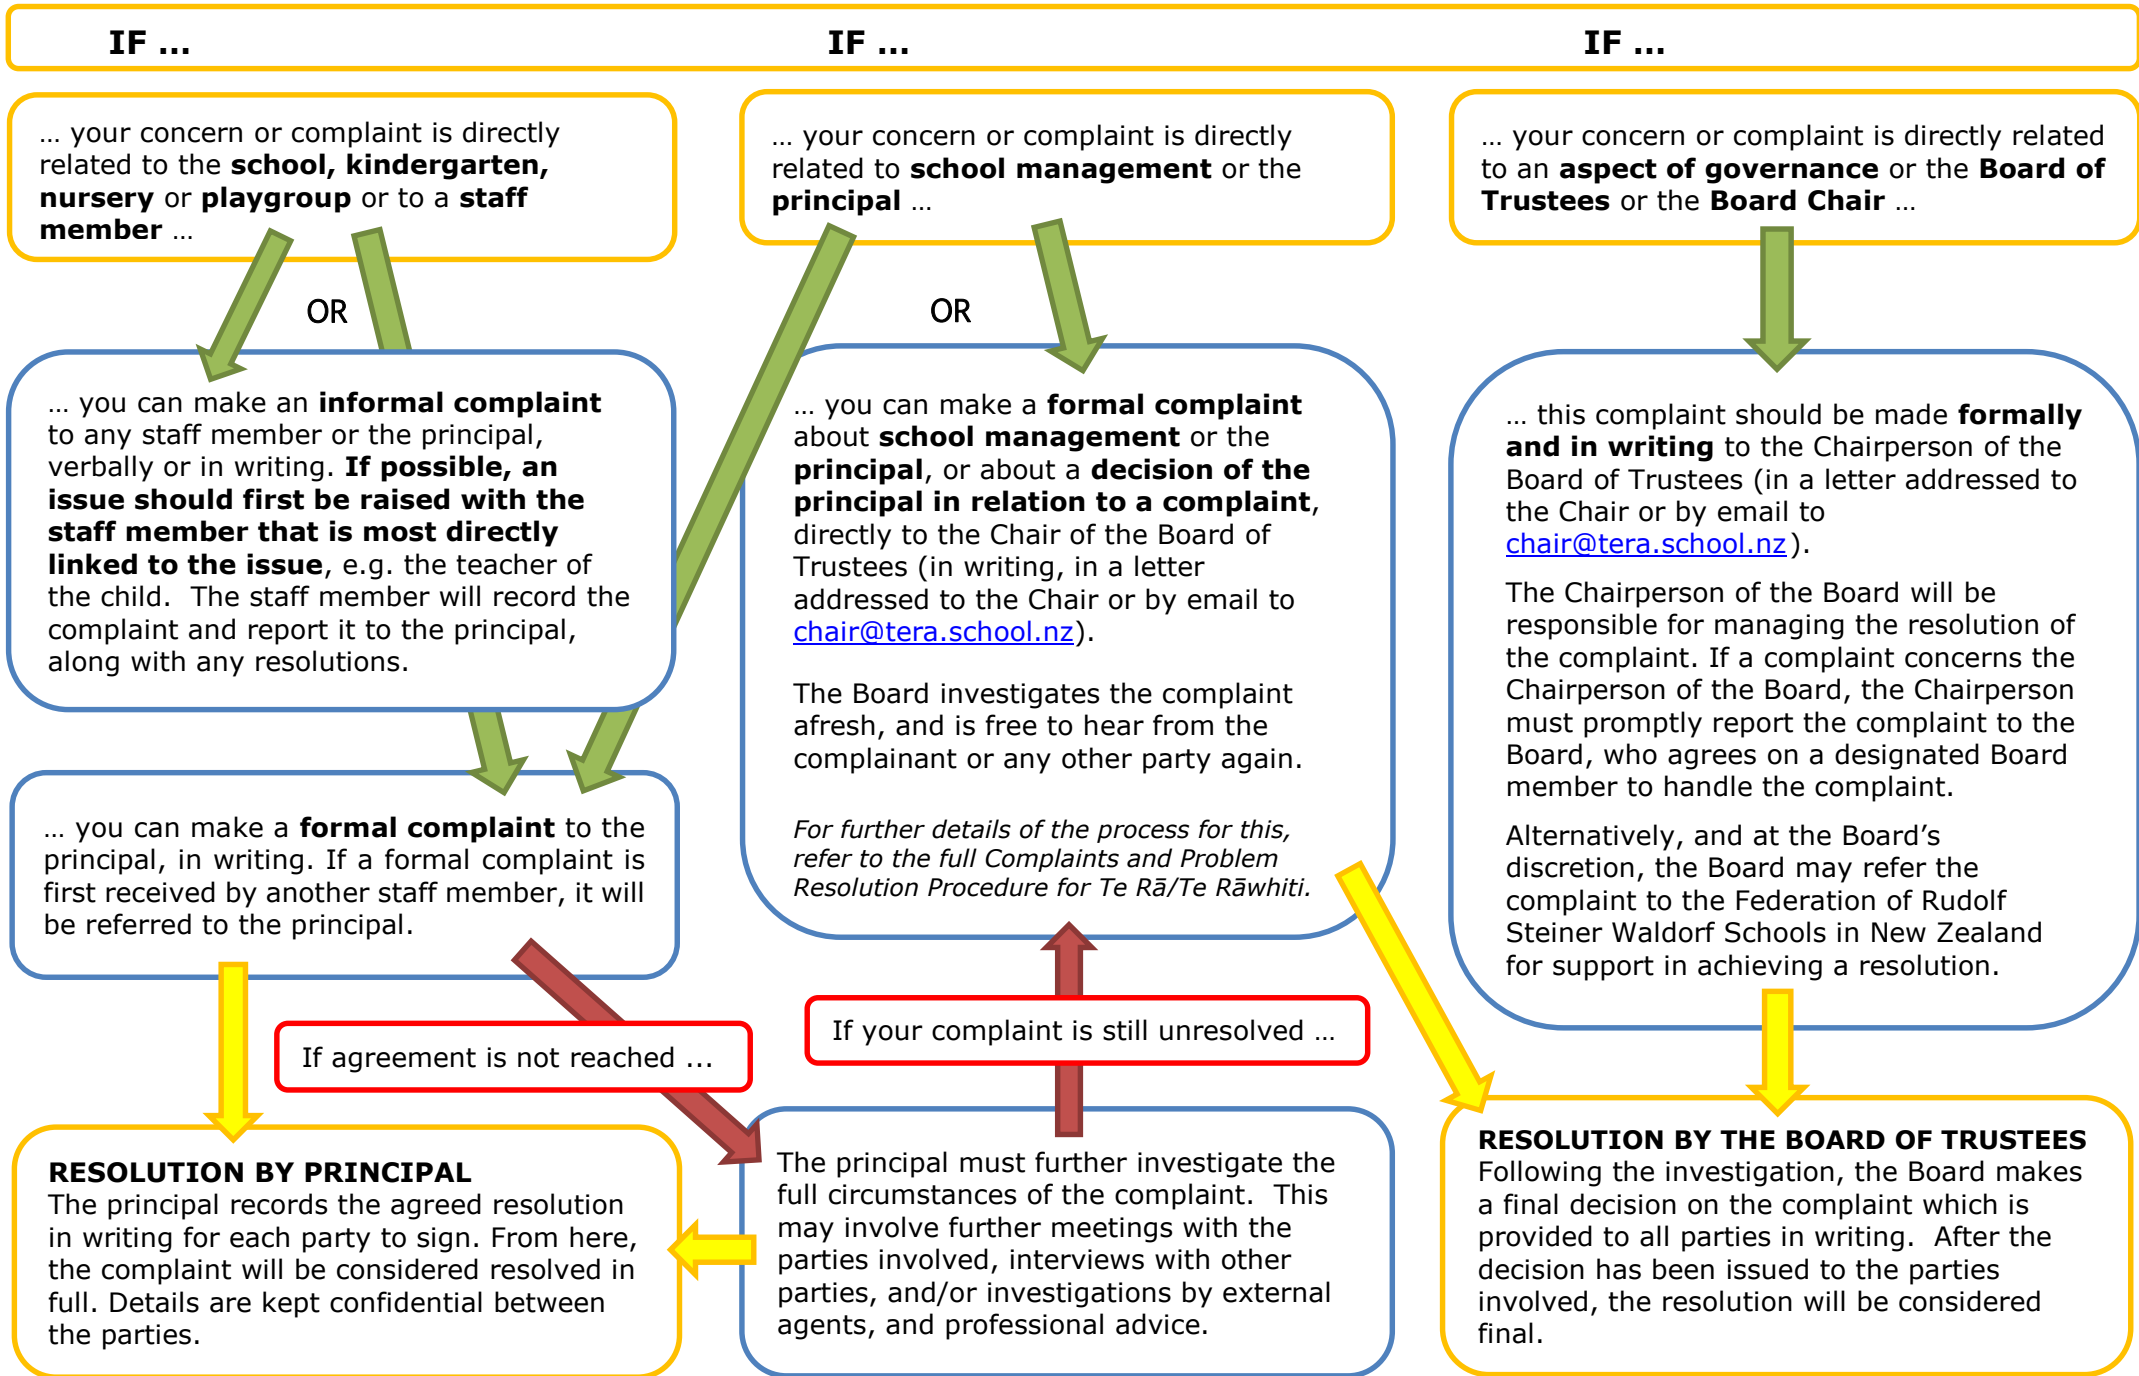 IF ...
IF ...
IF ...
... your concern or complaint is directly
related to the school, kindergarten,
nursery or playgroup or to a staff
member ...
... your concern or complaint is directly
related to school management or the
principal ...
... your concern or complaint is directly related
to an aspect of governance or the Board of
Trustees or the Board Chair ...
OR
OR
... you can make an informal complaint
to any staff member or the principal,
verbally or in writing. If possible, an
issue should first be raised with the
staff member that is most directly
linked to the issue, e.g. the teacher of
the child.  The staff member will record the
complaint and report it to the principal,
along with any resolutions.
... you can make a formal complaint
about school management or the
principal, or about a decision of the
principal in relation to a complaint,
directly to the Chair of the Board of
Trustees (in writing, in a letter
addressed to the Chair or by email to
chair@tera.school.nz).
The Board investigates the complaint
afresh, and is free to hear from the
complainant or any other party again.
For further details of the process for this,
refer to the full Complaints and Problem
Resolution Procedure for Te Rā/Te Rāwhiti.
... this complaint should be made formally
and in writing to the Chairperson of the
Board of Trustees (in a letter addressed to
the Chair or by email to
chair@tera.school.nz).
The Chairperson of the Board will be
responsible for managing the resolution of
the complaint. If a complaint concerns the
Chairperson of the Board, the Chairperson
must promptly report the complaint to the
Board, who agrees on a designated Board
member to handle the complaint.
Alternatively, and at the Board’s
discretion, the Board may refer the
complaint to the Federation of Rudolf
Steiner Waldorf Schools in New Zealand
for support in achieving a resolution.
... you can make a formal complaint to the
principal, in writing. If a formal complaint is
first received by another staff member, it will
be referred to the principal.
If agreement is not reached ...
If your complaint is still unresolved ...
RESOLUTION BY PRINCIPAL
The principal records the agreed resolution
in writing for each party to sign. From here,
the complaint will be considered resolved in
full. Details are kept confidential between
the parties.
The principal must further investigate the
full circumstances of the complaint.  This
may involve further meetings with the
parties involved, interviews with other
parties, and/or investigations by external
agents, and professional advice.
RESOLUTION BY THE BOARD OF TRUSTEES
Following the investigation, the Board makes
a final decision on the complaint which is
provided to all parties in writing.  After the
decision has been issued to the parties
involved, the resolution will be considered
final.